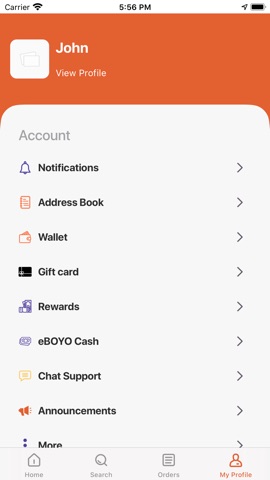 Carrier 5:56 PM
John
View Profile
Account
Notifications
Address Book
Wallet
Gift card
Rewards
eBOYO Cash
Chat Support
Announcements
More
Home Search Orders My Profile